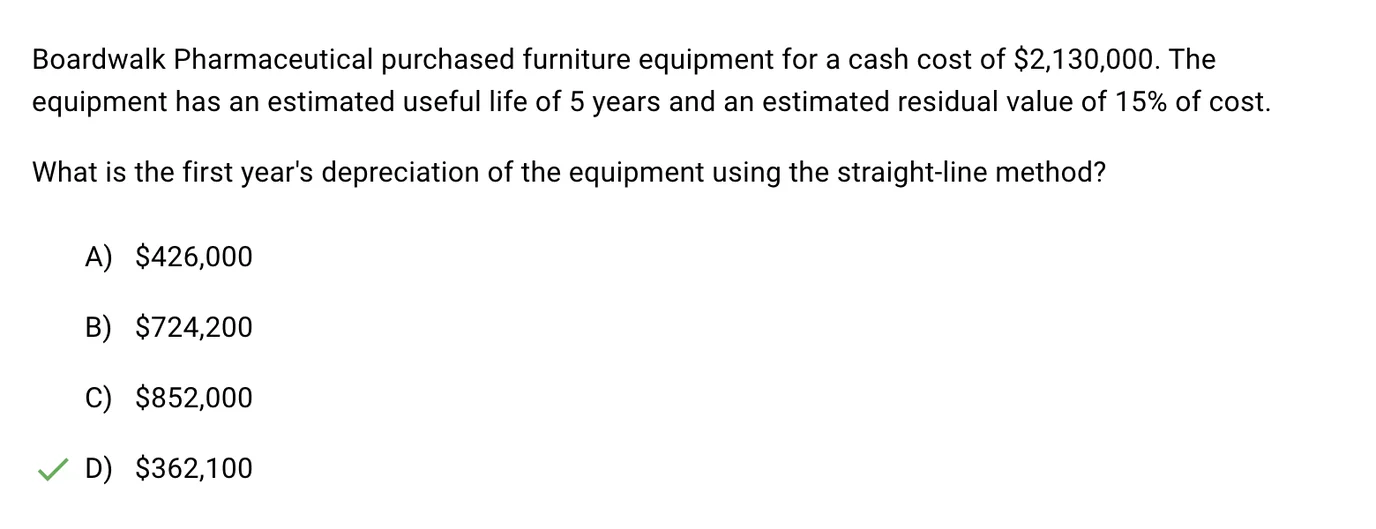 Boardwalk Pharmaceutical purchased furniture equipment for a cash cost of $2,130,000. The
equipment has an estimated useful life of 5 years and an estimated residual value of 15% of cost.
What is the first year's depreciation of the equipment using the straight-line method?
A) $426,000
B) $724,200
C) $852,000
D) $362,100